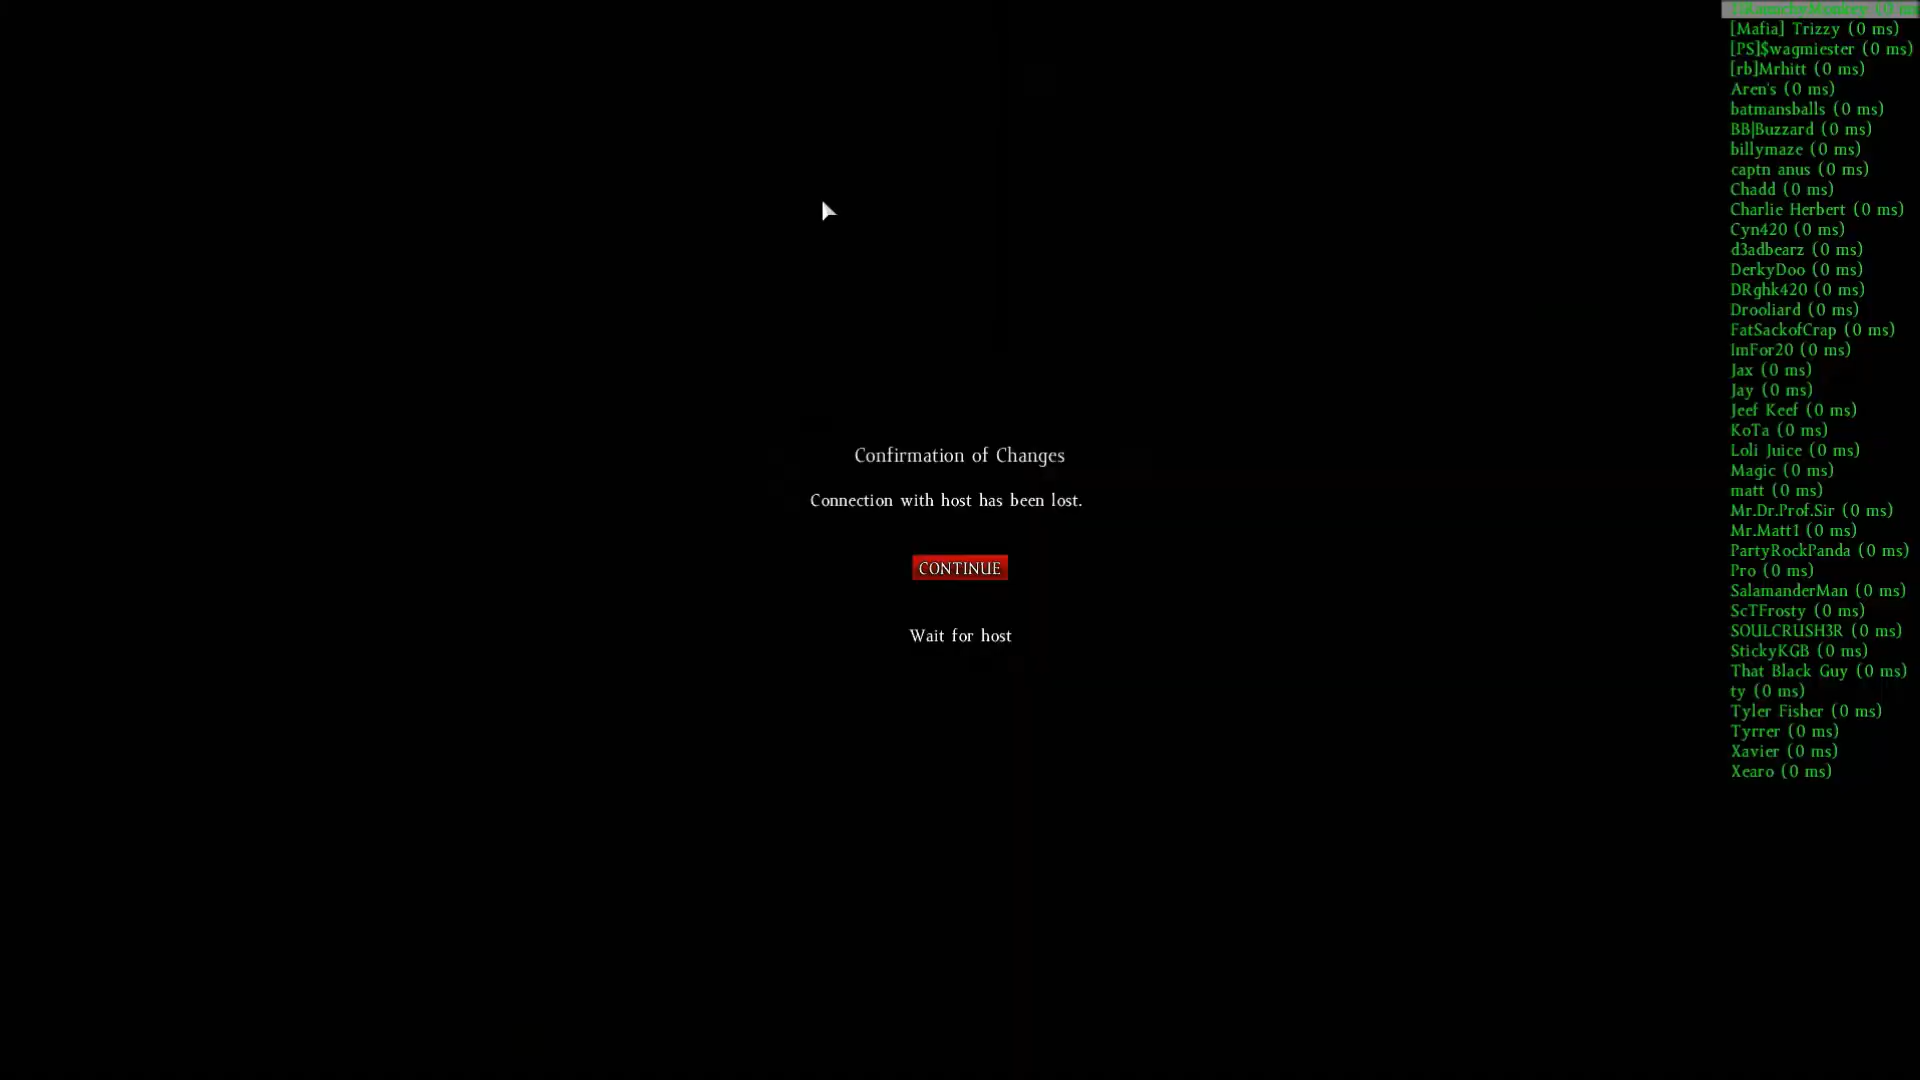 Confirmation of Changes
Connection with host has been lost.
CONTINUE
Wait for host
[Mafia] Trizzy (0 ms)
[PS]$wagmiester (0 ms)
[rb]Mrhitt (0 ms)
Aren's (0 ms)
batmansballs (0 ms)
BB|Buzzard (0 ms)
billymaze (0 ms)
captn anus (0 ms)
Chadd (0 ms)
Charlie Herbert (0 ms)
Cyn420 (0 ms)
d3adbearz (0 ms)
DerkyDoo (0 ms)
DRghk420 (0 ms)
Drooliard (0 ms)
FatSackofCrap (0 ms)
ImFor20 (0 ms)
Jax (0 ms)
Jay (0 ms)
Jeef Keef (0 ms)
KoTa (0 ms)
Loli Juice (0 ms)
Magic (0 ms)
matt (0 ms)
Mr.Dr.Prof.Sir (0 ms)
Mr.Matt1 (0 ms)
PartyRockPanda (0 ms)
Pro (0 ms)
SalamanderMan (0 ms)
ScTFrosty (0 ms)
SOULCRUSH3R (0 ms)
StickyKGB (0 ms)
That Black Guy (0 ms)
ty (0 ms)
Tyler Fisher (0 ms)
Tyrrer (0 ms)
Xavier (0 ms)
Xearo (0 ms)